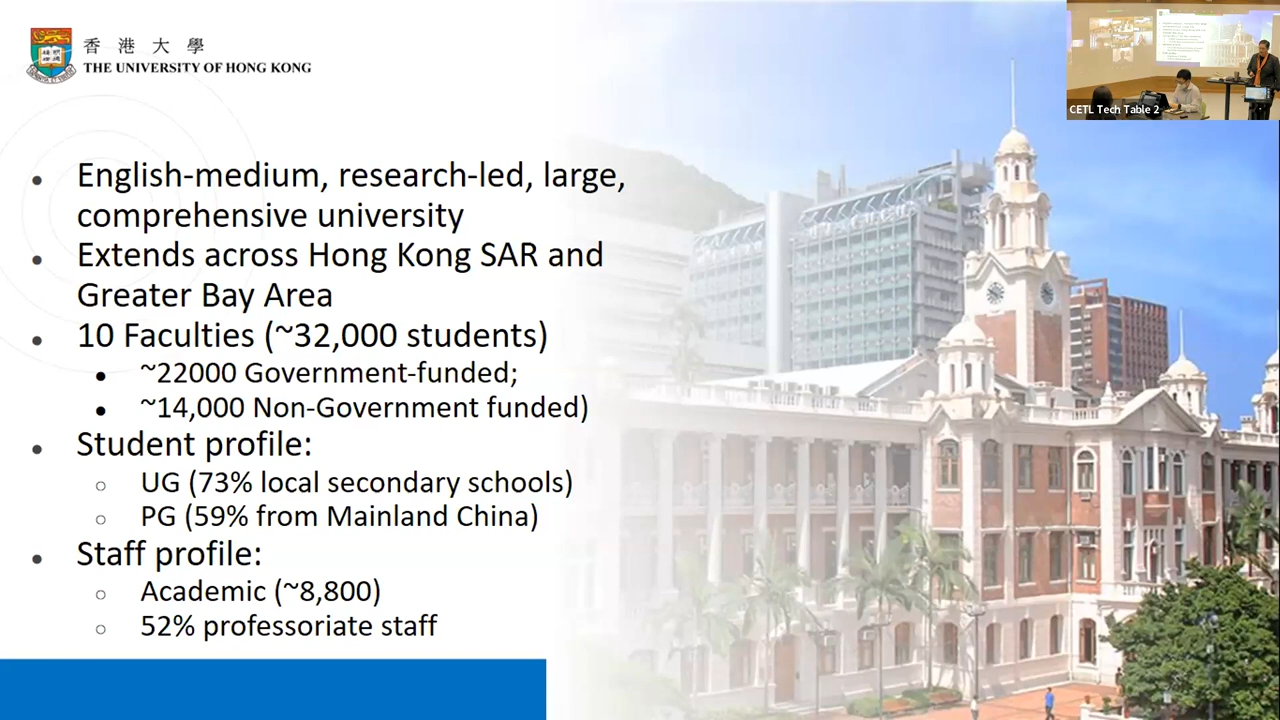 香港大學
THE UNIVERSITY OF HONG KONG
CETL Tech Table 2
English-medium, research-led, large,
comprehensive university
Extends across Hong Kong SAR and
Greater Bay Area
10 Faculties (~32,000 students)
~22000 Government-funded;
~14,000 Non-Government funded)
Student profile:
UG (73% local secondary schools)
PG (59% from Mainland China)
Staff profile:
Academic (~8,800)
52% professoriate staff